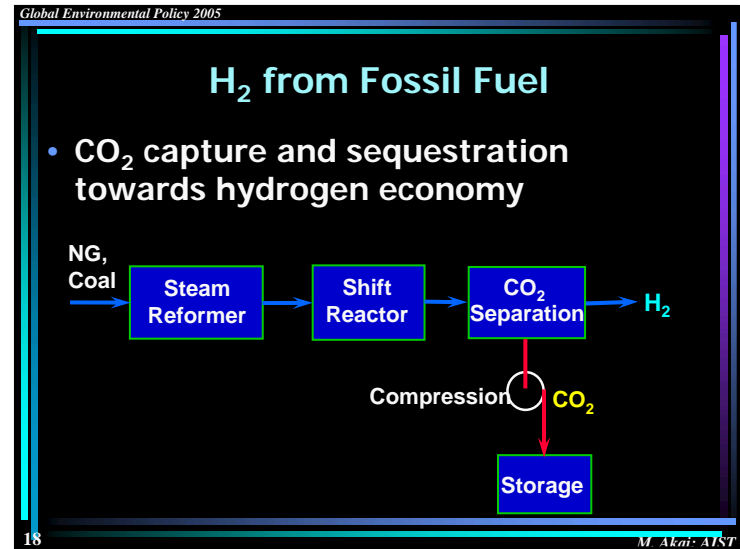 Global Environmental Policy 2005
H₂ from Fossil Fuel
• CO₂ capture and sequestration
towards hydrogen economy
NG,
Coal
Steam
Reformer
Shift
Reactor
CO₂
Separation
H₂
Compression
CO₂
Storage
18
M. Akai; AIST